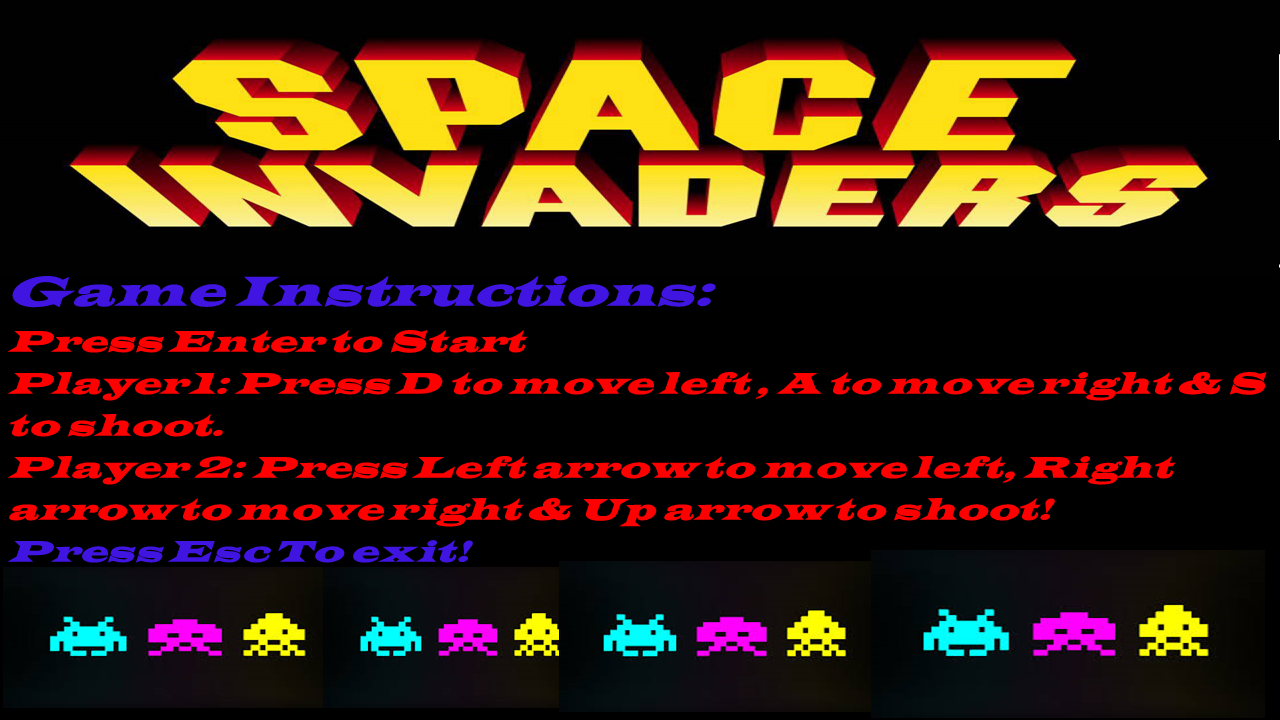 SPACE
INVADERS
Game Instructions:
Press Enter to Start
Player1: Press D to move left, A to move right & S
to shoot.
Player 2: Press Left arrow to move left, Right
arrow to move right & Up arrow to shoot!
Press Esc To exit!